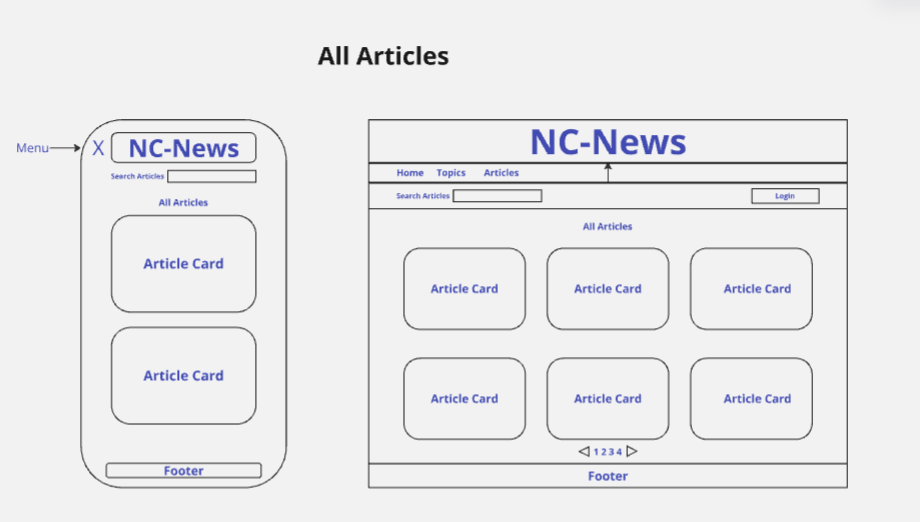 All Articles
Menu
X
NC-News
Search Articles
All Articles
Article Card
Article Card
Footer
NC-News
Home Topics Articles
Search Articles
Login
All Articles
Article Card Article Card Article Card
Article Card Article Card Article Card
1 2 3 4
Footer